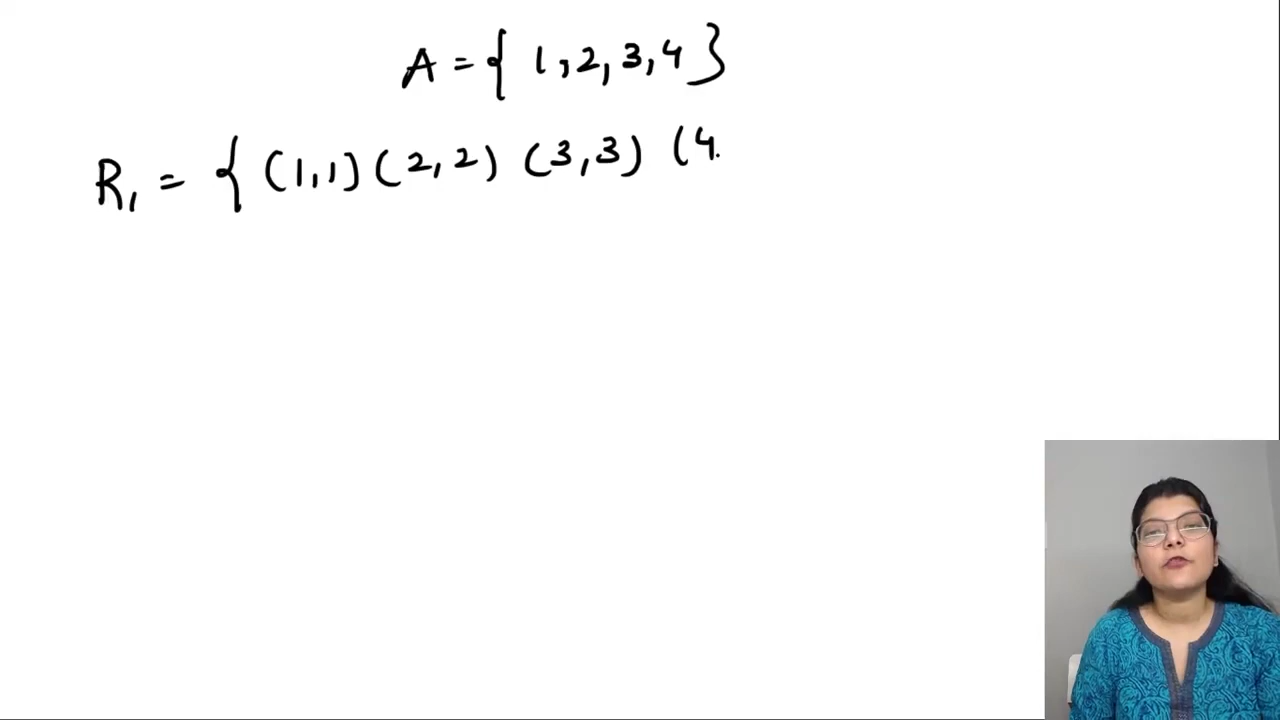 A = { 1, 2, 3, 4 }
R₁ = { (1,1) (2,2) (3,3) (4,